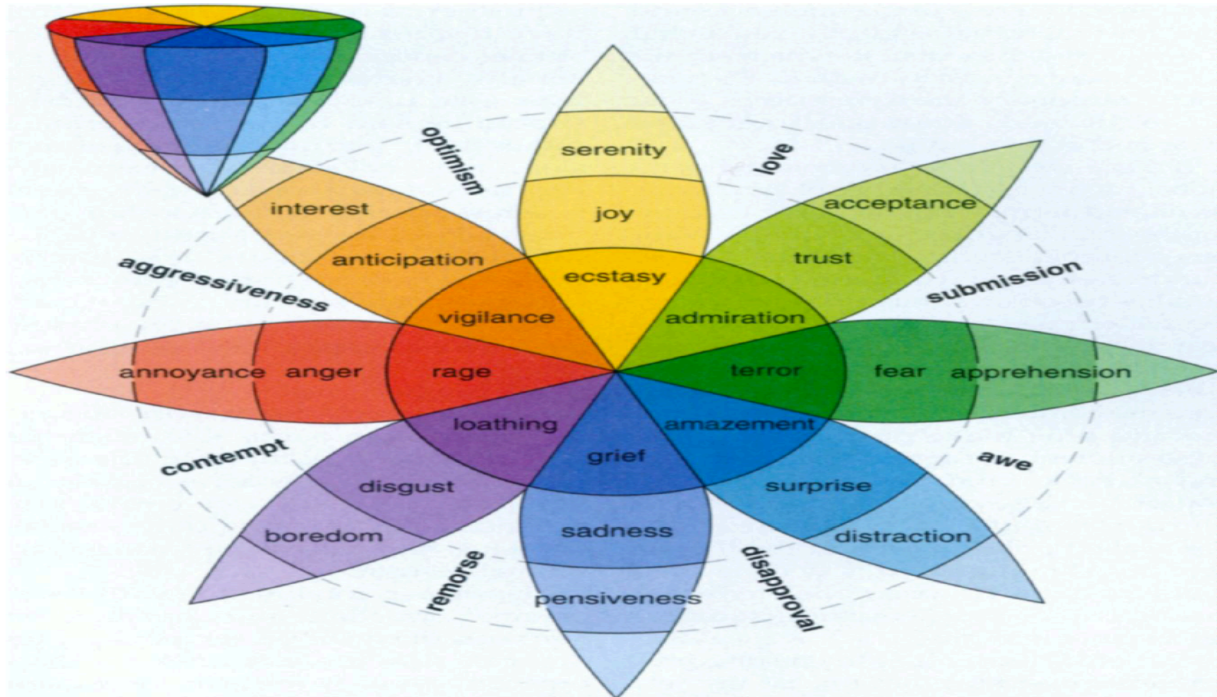 optimism
serenity
love
interest
joy
acceptance
anticipation
trust
aggressiveness
ecstasy
submission
vigilance
admiration
annoyance
anger
rage
terror
fear
apprehension
loathing
amazement
contempt
grief
awe
disgust
surprise
boredom
sadness
distraction
remorse
disapproval
pensiveness